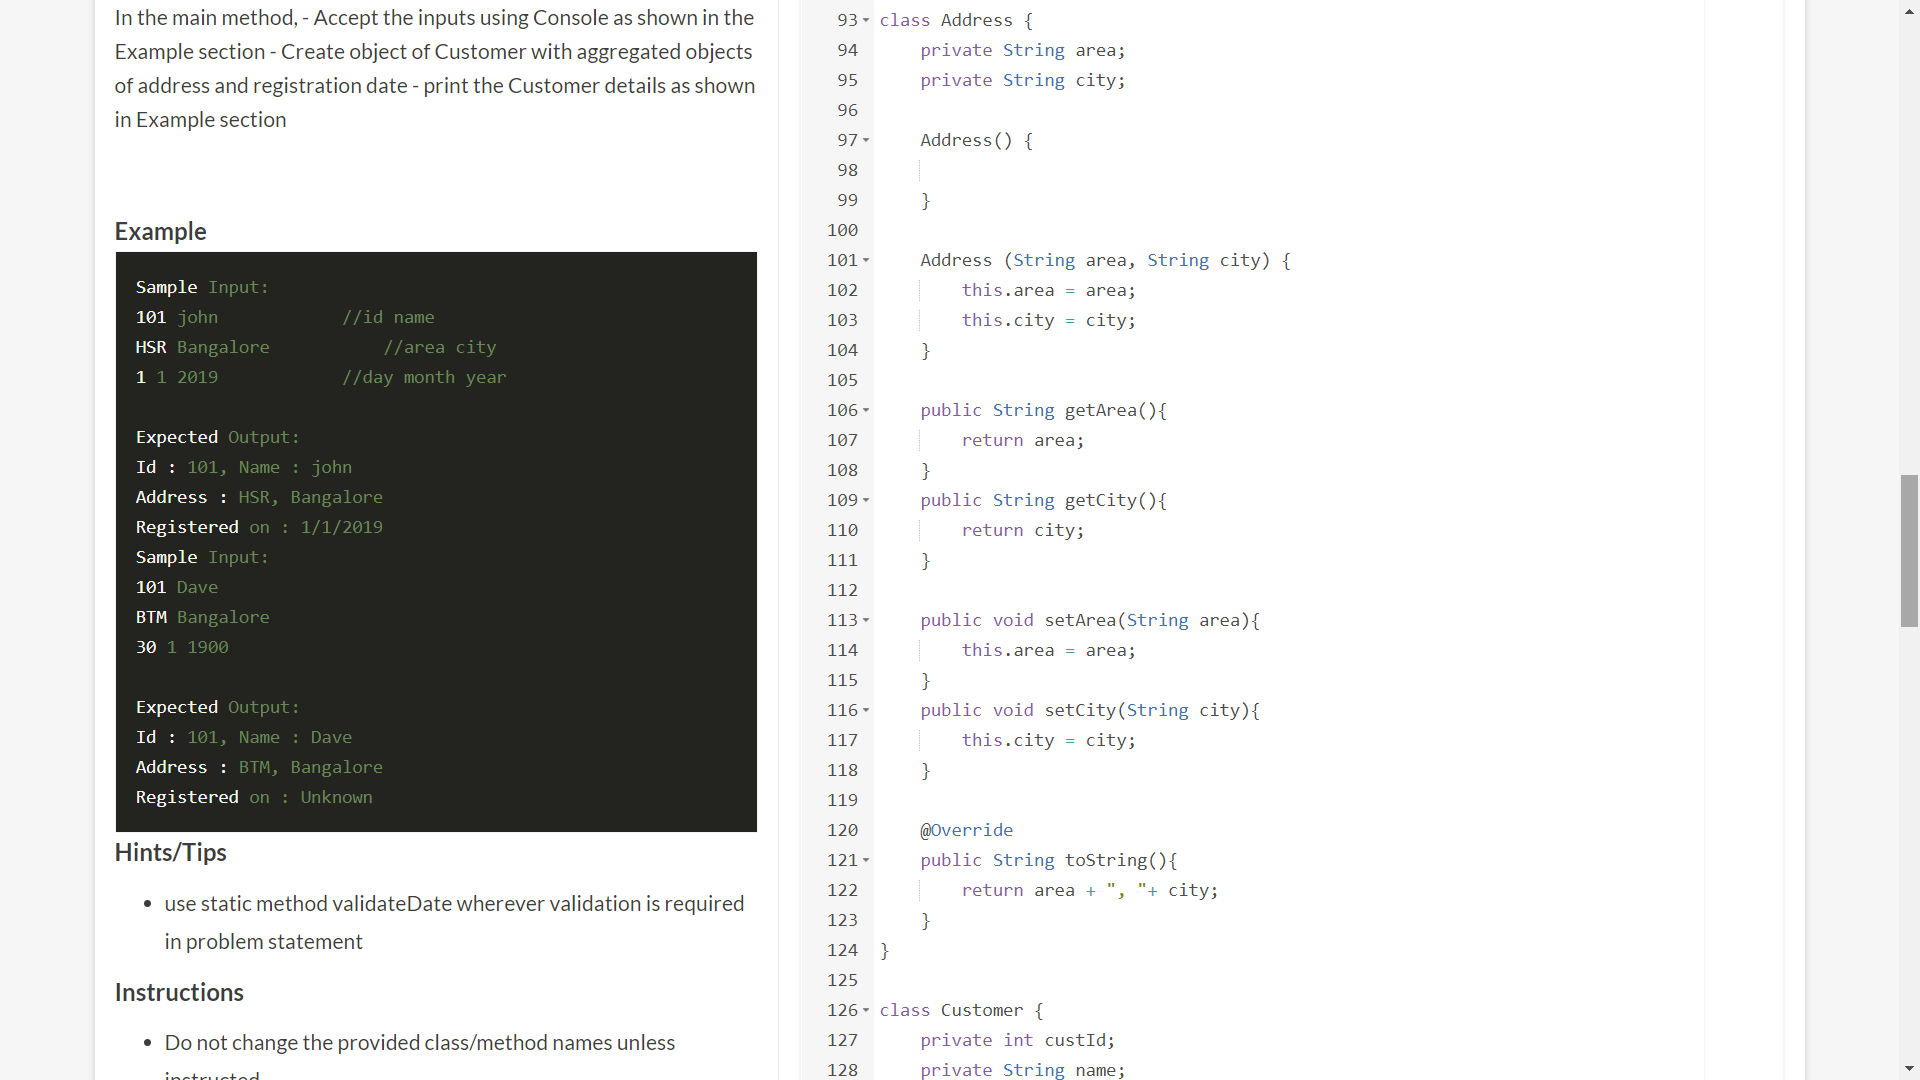 In the main method, - Accept the inputs using Console as shown in the
Example section - Create object of Customer with aggregated objects
of address and registration date - print the Customer details as shown
in Example section
Example
Sample Input:
101 john            //id name
HSR Bangalore           //area city
1 1 2019            //day month year
Expected Output:
Id : 101, Name : john
Address : HSR, Bangalore
Registered on : 1/1/2019
Sample Input:
101 Dave
BTM Bangalore
30 1 1900
Expected Output:
Id : 101, Name : Dave
Address : BTM, Bangalore
Registered on : Unknown
Hints/Tips
• use static method validateDate wherever validation is required
in problem statement
Instructions
• Do not change the provided class/method names unless
instructed
93 class Address {
94     private String area;
95     private String city;
96
97     Address() {
98
99     }
100
101     Address (String area, String city) {
102         this.area = area;
103         this.city = city;
104     }
105
106     public String getArea(){
107         return area;
108     }
109     public String getCity(){
110         return city;
111     }
112
113     public void setArea(String area){
114         this.area = area;
115     }
116     public void setCity(String city){
117         this.city = city;
118     }
119
120     @Override
121     public String toString(){
122         return area + ", "+ city;
123     }
124 }
125
126 class Customer {
127     private int custId;
128     private String name;